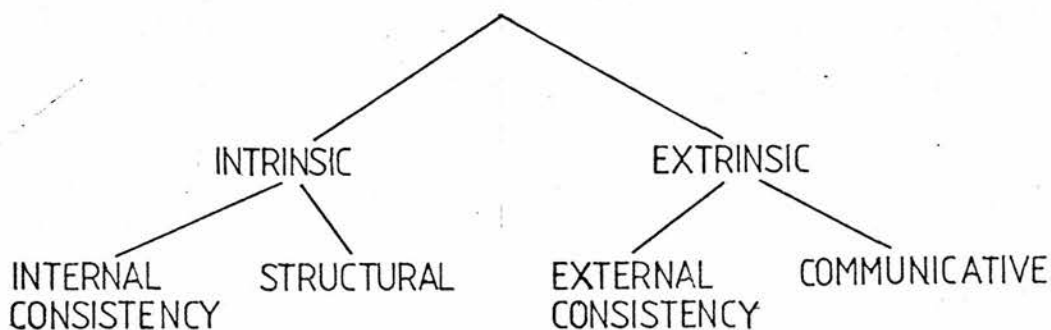 INTRINSIC EXTRINSIC
INTERNAL CONSISTENCY
STRUCTURAL
EXTERNAL CONSISTENCY
COMMUNICATIVE